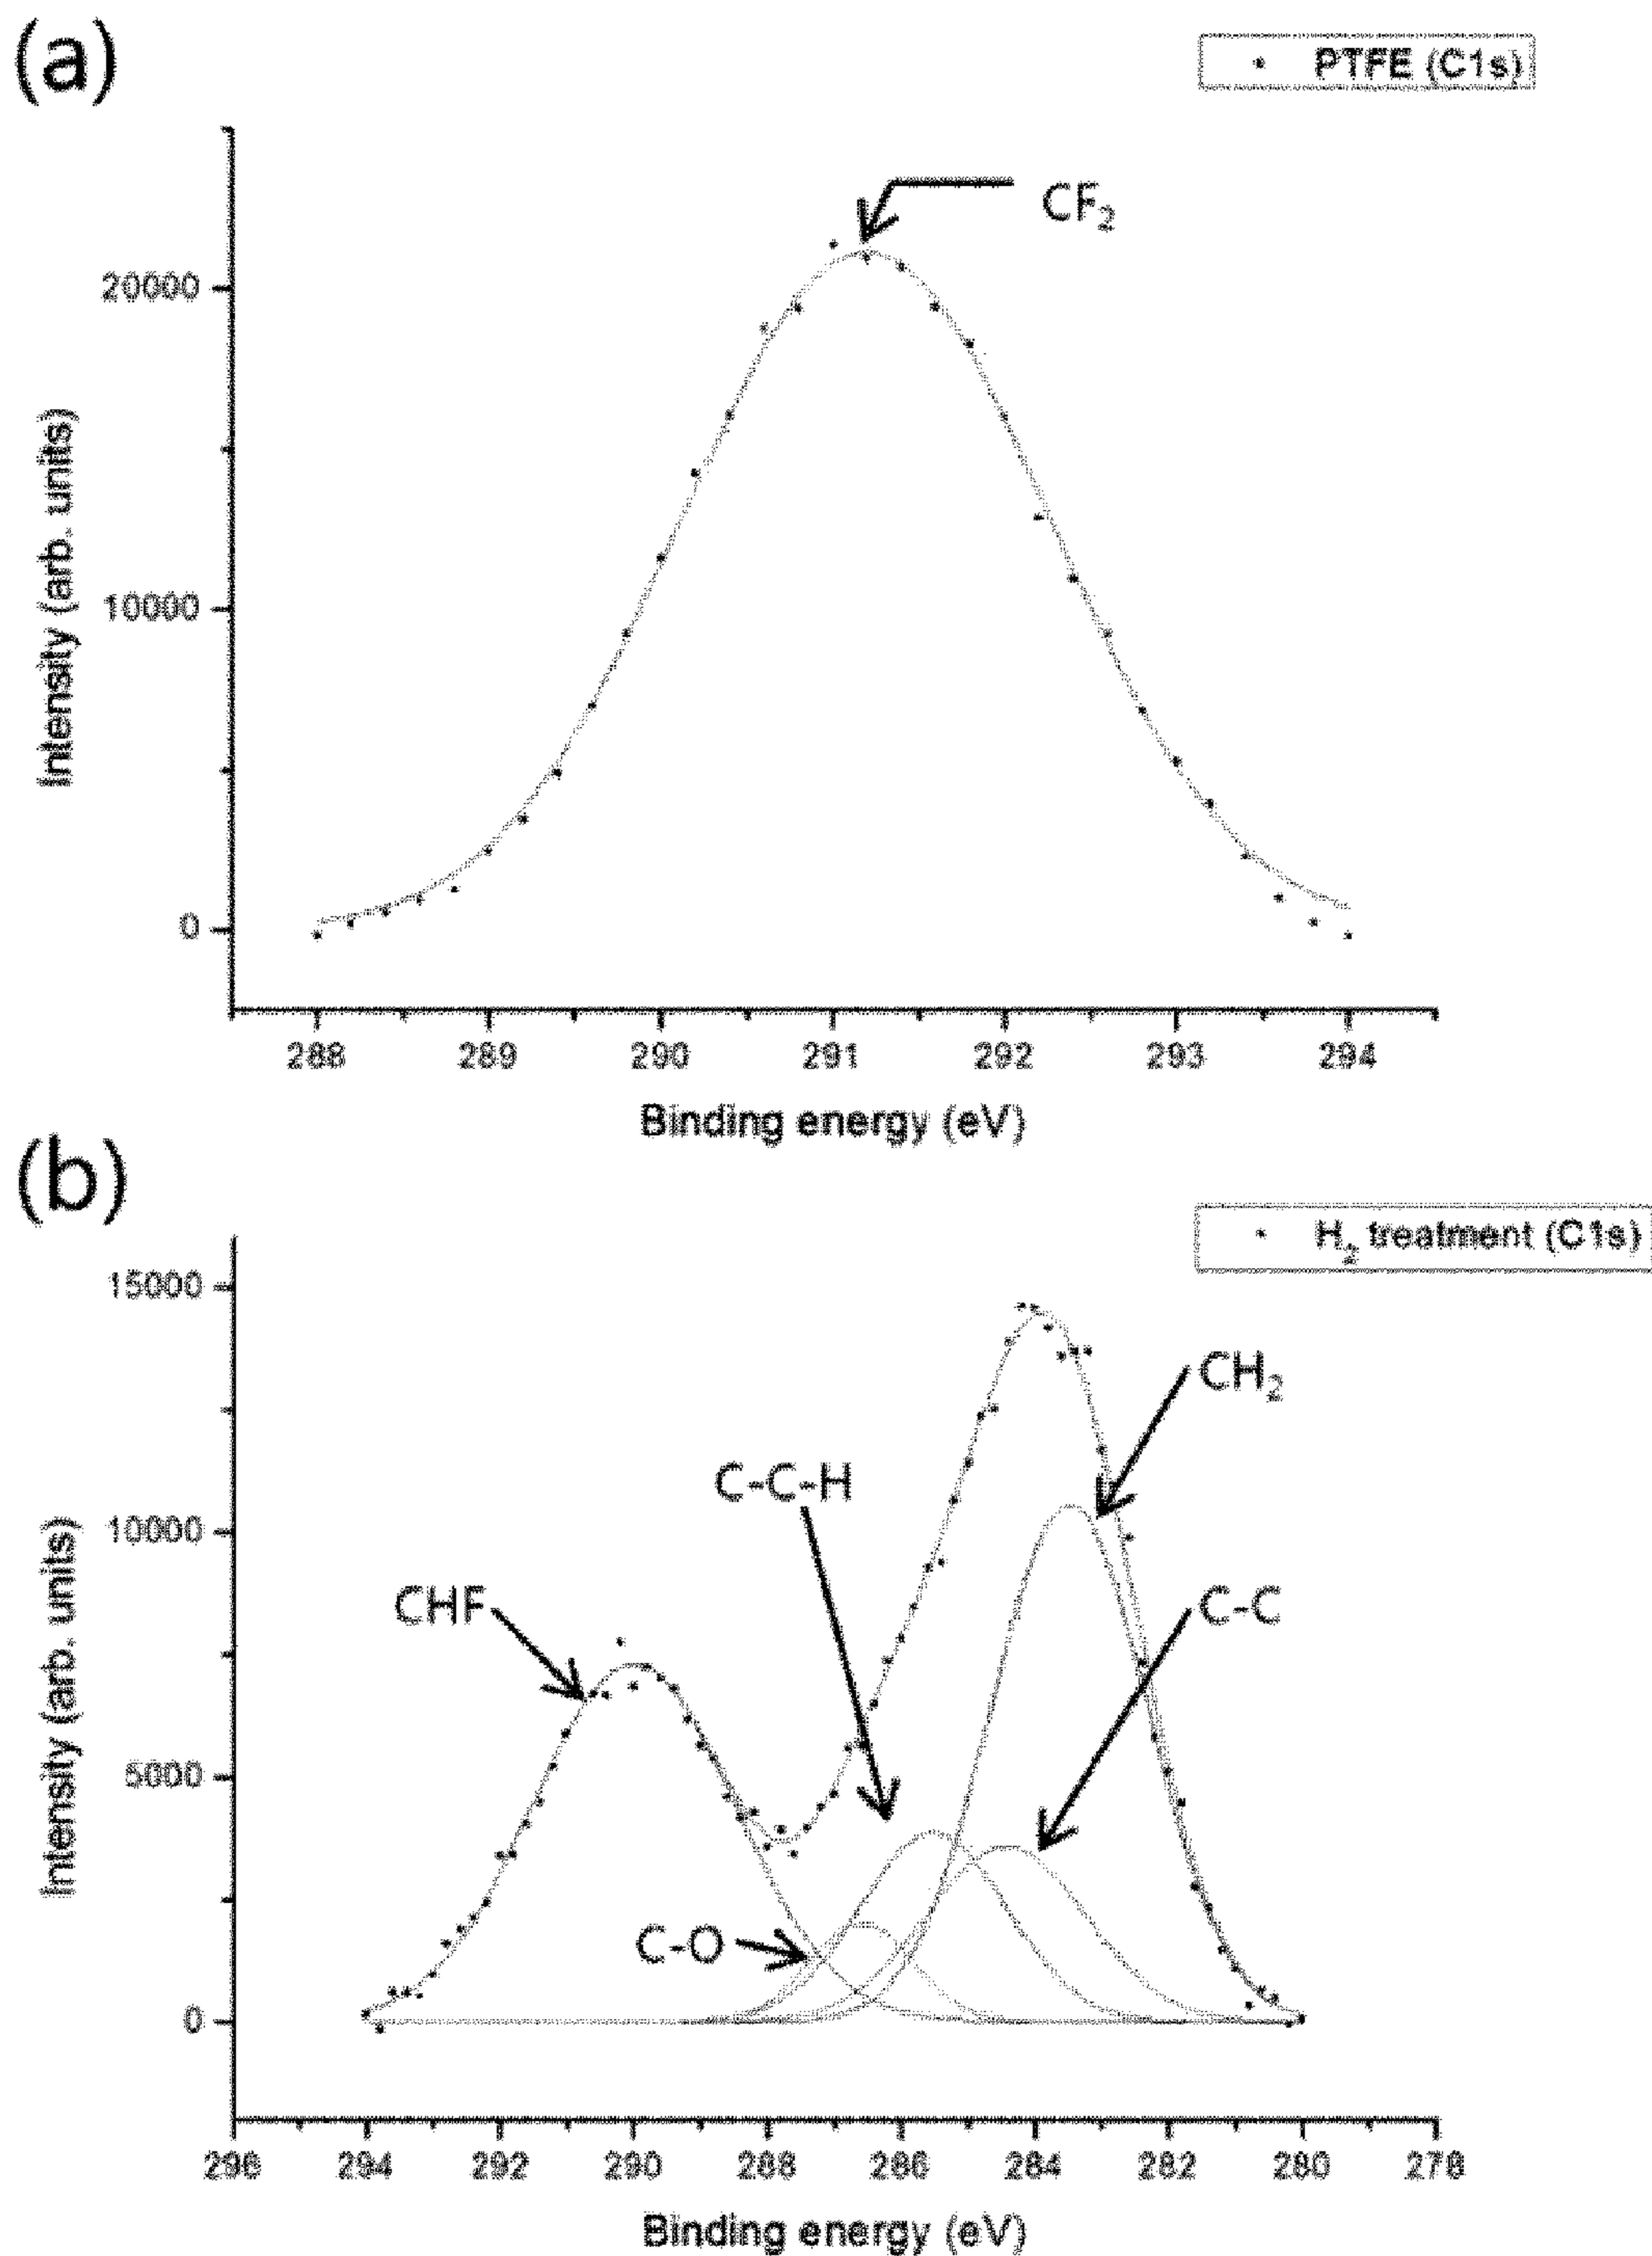 (a)
PTFE (C1s)
CF₂
20000
10000
0
Intensity (arb. units)
288 289 290 291 292 293 294
Binding energy (eV)
(b)
H₂ treatment (C1s)
15000
CH₂
C-C-H
10000
CHF
C-C
5000
C-O
0
Intensity (arb. units)
296 294 292 290 288 286 284 282 280 278
Binding energy (eV)